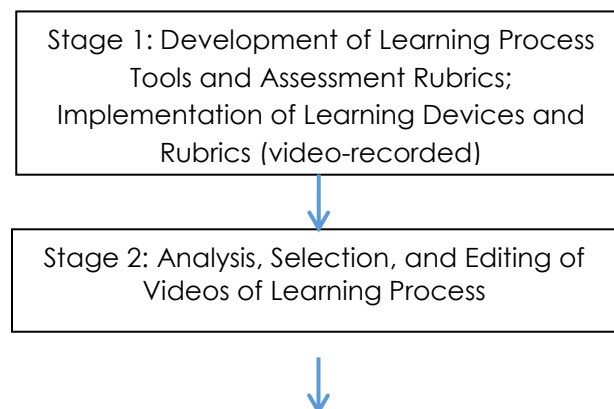 Stage 1: Development of Learning Process
Tools and Assessment Rubrics;
Implementation of Learning Devices and
Rubrics (video-recorded)
Stage 2: Analysis, Selection, and Editing of
Videos of Learning Process